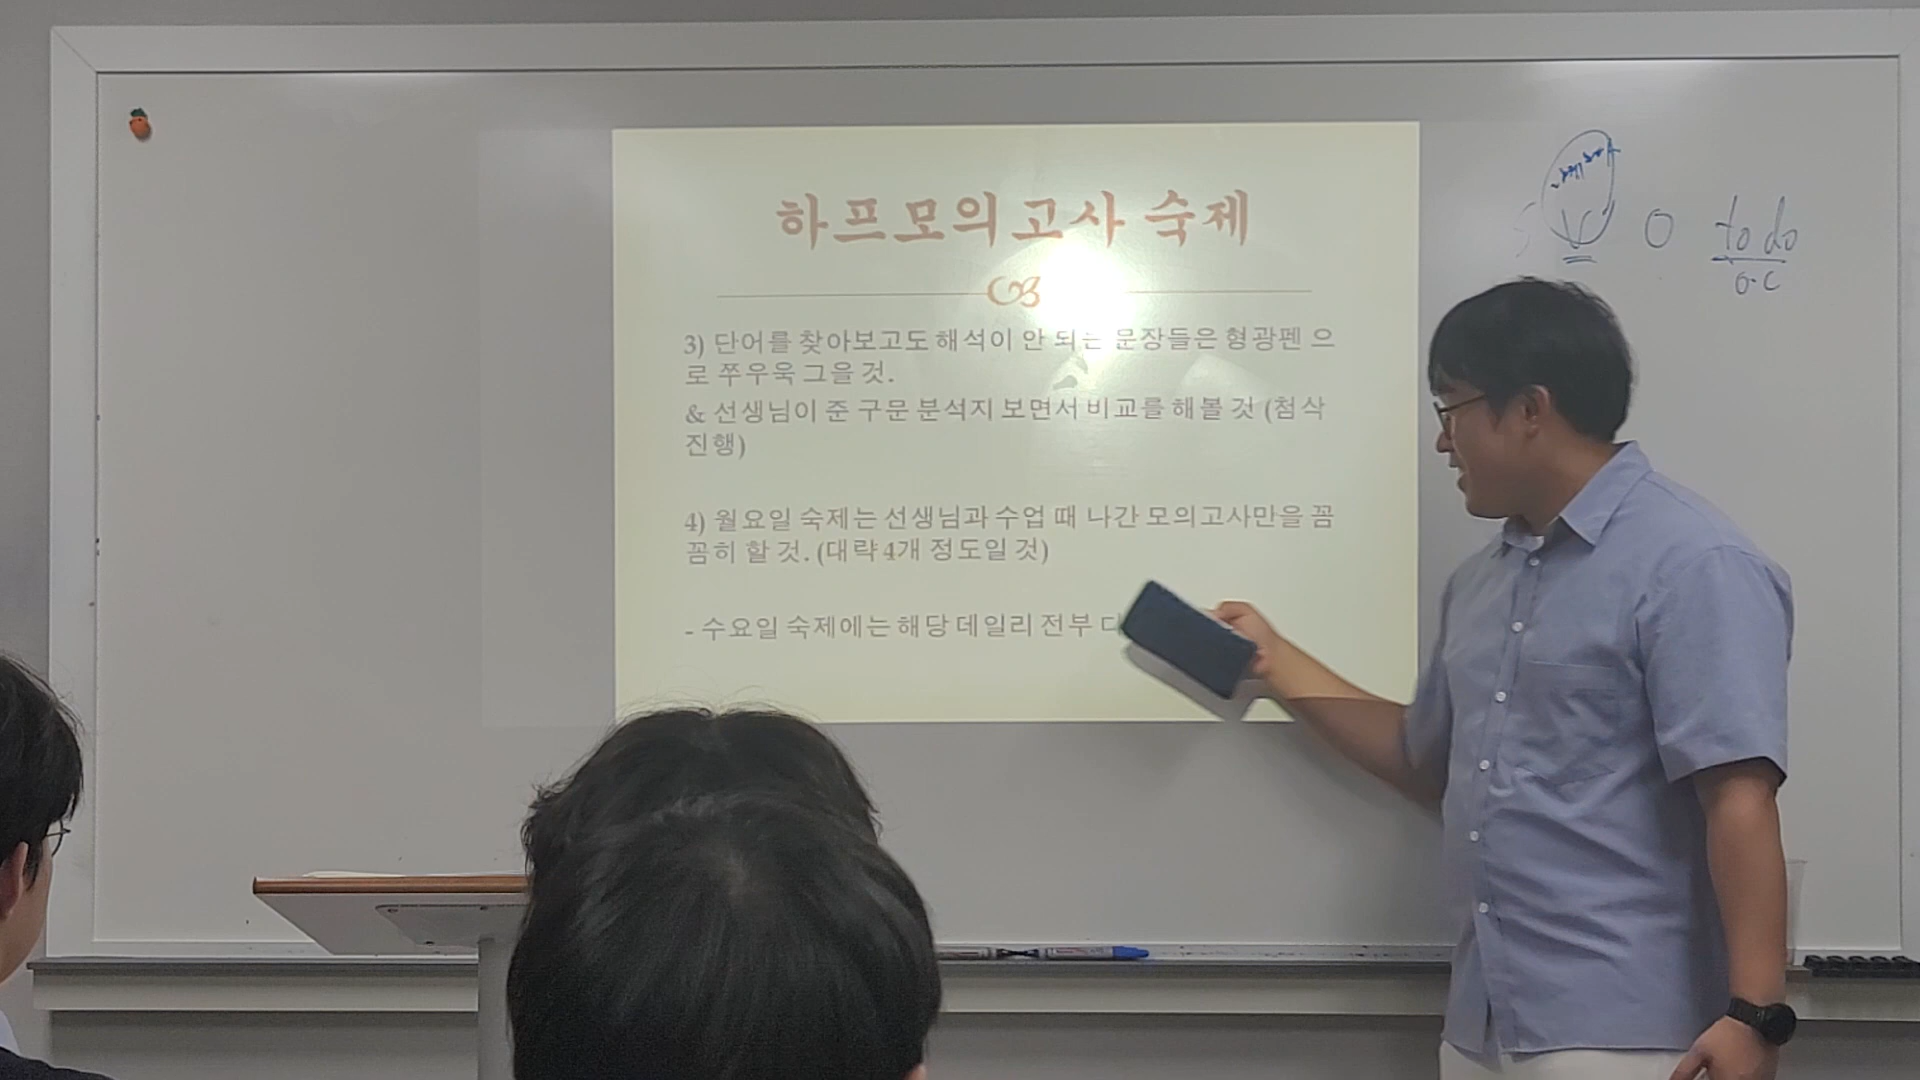 하프모의고사 숙제
3) 단어를 찾아보고도 해석이 안 되는 문장들은 형광펜 으
로 쭈우욱 그을 것.
& 선생님이 준 구문 분석지 보면서 비교를 해볼 것 (첨삭
진행)
4) 월요일 숙제는 선생님과 수업 때 나간 모의고사만을 꼼
꼼히 할 것. (대략 4개 정도일 것)
- 수요일 숙제에는 해당 데일리 전부 다
S V O to do
O·C